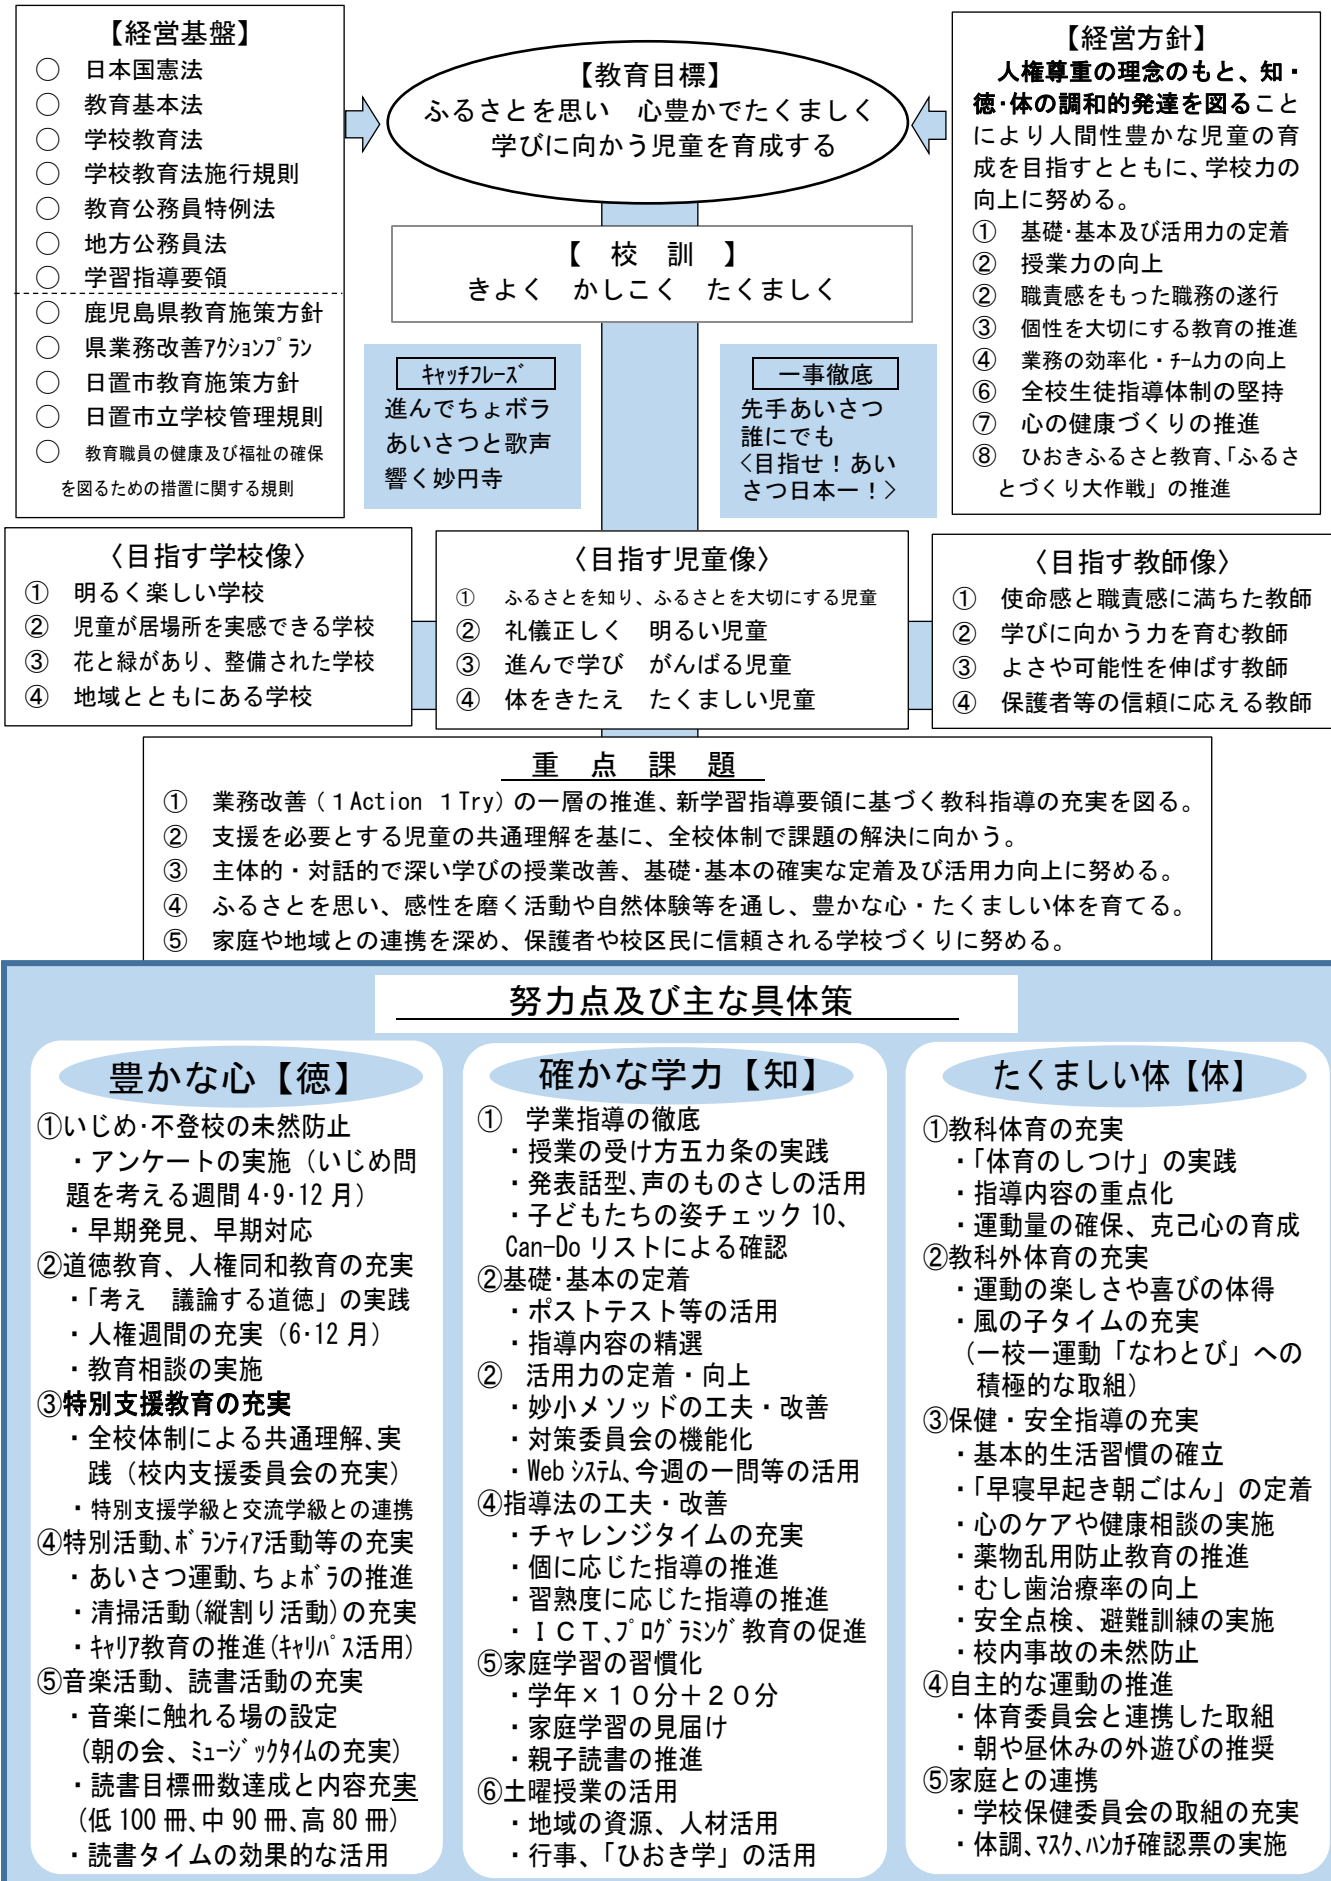 【経営基盤】
○ 日本国憲法
○ 教育基本法
○ 学校教育法
○ 学校教育法施行規則
○ 教育公務員特例法
○ 地方公務員法
○ 学習指導要領
○ 鹿児島県教育施策方針
○ 県業務改善ｱｸｼｮﾝﾌﾟﾗﾝ
○ 日置市教育施策方針
○ 日置市立学校管理規則
○ 教育職員の健康及び福祉の確保
を図るための措置に関する規則
【教育目標】
ふるさとを思い　心豊かでたくましく
学びに向かう児童を育成する
【経営方針】
人権尊重の理念のもと、知・
徳･体の調和的発達を図ること
により人間性豊かな児童の育
成を目指すとともに、学校力の
向上に努める。
① 基礎･基本及び活用力の定着
② 授業力の向上
② 職責感をもった職務の遂行
③ 個性を大切にする教育の推進
④ 業務の効率化・ﾁｰﾑ力の向上
⑥ 全校生徒指導体制の堅持
⑦ 心の健康づくりの推進
⑧ ひおきふるさと教育、「ふるさ
とづくり大作戦」の推進
【　校　訓　】
きよく　かしこく　たくましく
ｷｬｯﾁﾌﾚｰｽﾞ
進んでちょボラ
あいさつと歌声
響く妙円寺
一事徹底
先手あいさつ
誰にでも
<目指せ！あい
さつ日本一！>
〈目指す学校像〉
① 明るく楽しい学校
② 児童が居場所を実感できる学校
③ 花と緑があり、整備された学校
④ 地域とともにある学校
〈目指す児童像〉
① ふるさとを知り、ふるさとを大切にする児童
② 礼儀正しく　明るい児童
③ 進んで学び　がんばる児童
④ 体をきたえ　たくましい児童
〈目指す教師像〉
① 使命感と職責感に満ちた教師
② 学びに向かう力を育む教師
③ よさや可能性を伸ばす教師
④ 保護者等の信頼に応える教師
重　点　課　題
① 業務改善（１Action １Try）の一層の推進、新学習指導要領に基づく教科指導の充実を図る。
② 支援を必要とする児童の共通理解を基に、全校体制で課題の解決に向かう。
③ 主体的・対話的で深い学びの授業改善、基礎･基本の確実な定着及び活用力向上に努める。
④ ふるさとを思い、感性を磨く活動や自然体験等を通し、豊かな心・たくましい体を育てる。
⑤ 家庭や地域との連携を深め、保護者や校区民に信頼される学校づくりに努める。
努力点及び主な具体策
豊かな心【徳】
①いじめ･不登校の未然防止
・アンケートの実施（いじめ問
題を考える週間 4･9･12 月）
・早期発見、早期対応
②道徳教育、人権同和教育の充実
・「考え　議論する道徳」の実践
・人権週間の充実（6･12 月）
・教育相談の実施
③特別支援教育の充実
・全校体制による共通理解、実
践（校内支援委員会の充実）
・特別支援学級と交流学級との連携
④特別活動、ﾎﾞﾗﾝﾃｨｱ活動等の充実
・あいさつ運動、ちょﾎﾞﾗの推進
・清掃活動(縦割り活動)の充実
・ｷｬﾘｱ教育の推進(ｷｬﾘﾊﾟｽ活用)
⑤音楽活動、読書活動の充実
・音楽に触れる場の設定
（朝の会、ﾐｭｰｼﾞｯｸﾀｲﾑの充実）
・読書目標冊数達成と内容充実
（低 100 冊、中 90 冊、高 80 冊）
・読書タイムの効果的な活用
確かな学力【知】
① 学業指導の徹底
・授業の受け方五カ条の実践
・発表話型、声のものさしの活用
・子どもたちの姿チェック 10、
Can-Do リストによる確認
②基礎･基本の定着
・ポストテスト等の活用
・指導内容の精選
② 活用力の定着・向上
・妙小メソッドの工夫・改善
・対策委員会の機能化
・Web ｼｽﾃﾑ、今週の一問等の活用
④指導法の工夫・改善
・チャレンジタイムの充実
・個に応じた指導の推進
・習熟度に応じた指導の推進
・ＩＣＴ、ﾌﾟﾛｸﾞﾗﾐﾝｸﾞ教育の促進
⑤家庭学習の習慣化
・学年×１０分＋２０分
・家庭学習の見届け
・親子読書の推進
⑥土曜授業の活用
・地域の資源、人材活用
・行事、「ひおき学」の活用
たくましい体【体】
①教科体育の充実
・「体育のしつけ」の実践
・指導内容の重点化
・運動量の確保、克己心の育成
②教科外体育の充実
・運動の楽しさや喜びの体得
・風の子タイムの充実
（一校一運動「なわとび」への
積極的な取組）
③保健・安全指導の充実
・基本的生活習慣の確立
・「早寝早起き朝ごはん」の定着
・心のケアや健康相談の実施
・薬物乱用防止教育の推進
・むし歯治療率の向上
・安全点検、避難訓練の実施
・校内事故の未然防止
④自主的な運動の推進
・体育委員会と連携した取組
・朝や昼休みの外遊びの推奨
⑤家庭との連携
・学校保健委員会の取組の充実
・体調、ﾏｽｸ、ﾊﾝｶﾁ確認票の実施